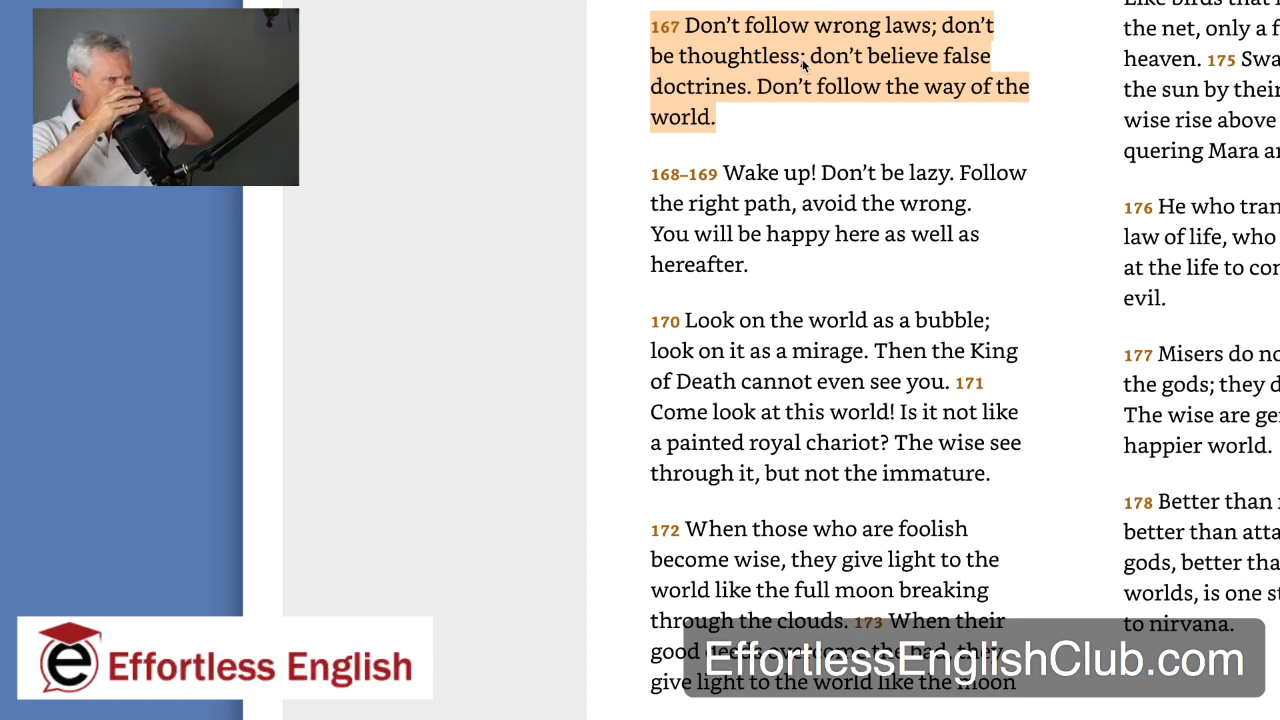 167 Don’t follow wrong laws; don’t
be thoughtless; don’t believe false
doctrines. Don’t follow the way of the
world.
168–169 Wake up! Don’t be lazy. Follow
the right path, avoid the wrong.
You will be happy here as well as
hereafter.
170 Look on the world as a bubble;
look on it as a mirage. Then the King
of Death cannot even see you. 171
Come look at this world! Is it not like
a painted royal chariot? The wise see
through it, but not the immature.
172 When those who are foolish
become wise, they give light to the
world like the full moon breaking
through the clouds. 173 When their
good deeds overcome the bad, they
give light to the world like the moon
the net, only a f
heaven. 175 Swa
the sun by their
wise rise above
quering Mara a
176 He who tran
law of life, who
at the life to co
evil.
177 Misers do no
the gods; they d
The wise are ge
happier world.
178 Better than
better than atta
gods, better tha
worlds, is one st
to nirvana.
e Effortless English
EffortlessEnglishClub.com